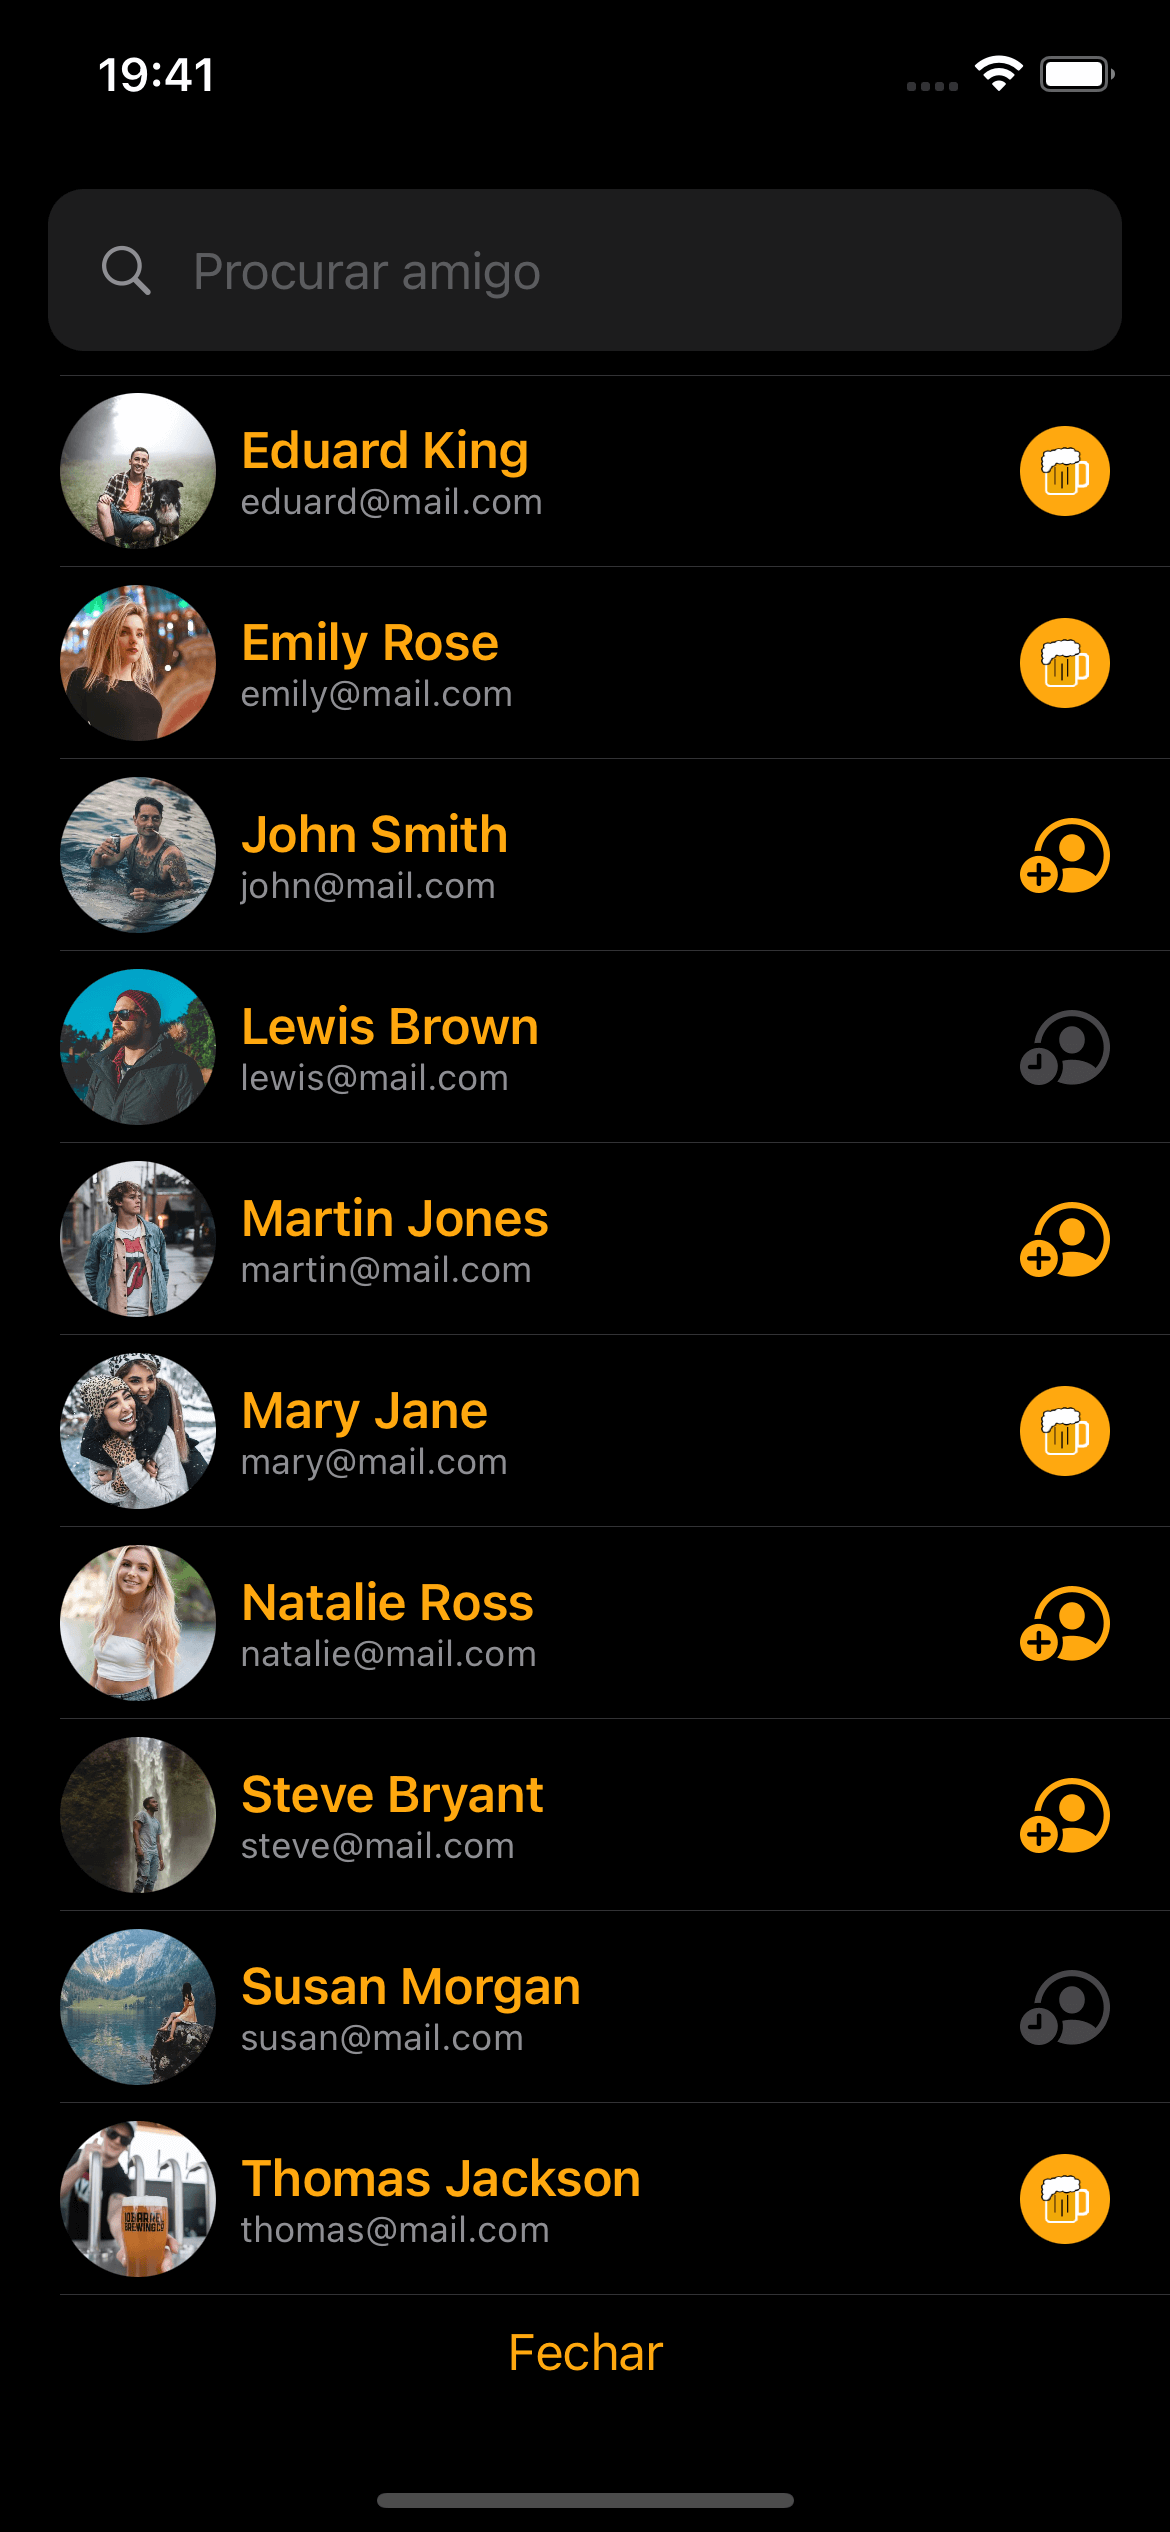 19:41
Procurar amigo
Eduard King
eduard@mail.com
Emily Rose
emily@mail.com
John Smith
john@mail.com
Lewis Brown
lewis@mail.com
Martin Jones
martin@mail.com
Mary Jane
mary@mail.com
Natalie Ross
natalie@mail.com
Steve Bryant
steve@mail.com
Susan Morgan
susan@mail.com
Thomas Jackson
thomas@mail.com
Fechar